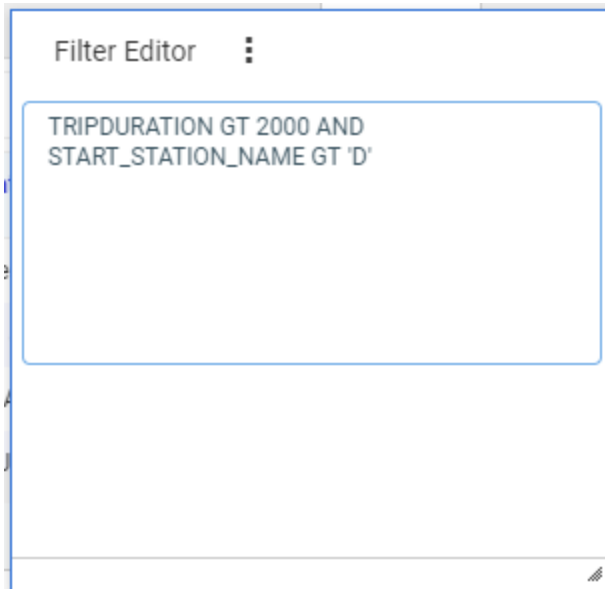 Filter Editor
TRIPDURATION GT 2000 AND
START_STATION_NAME GT 'D'